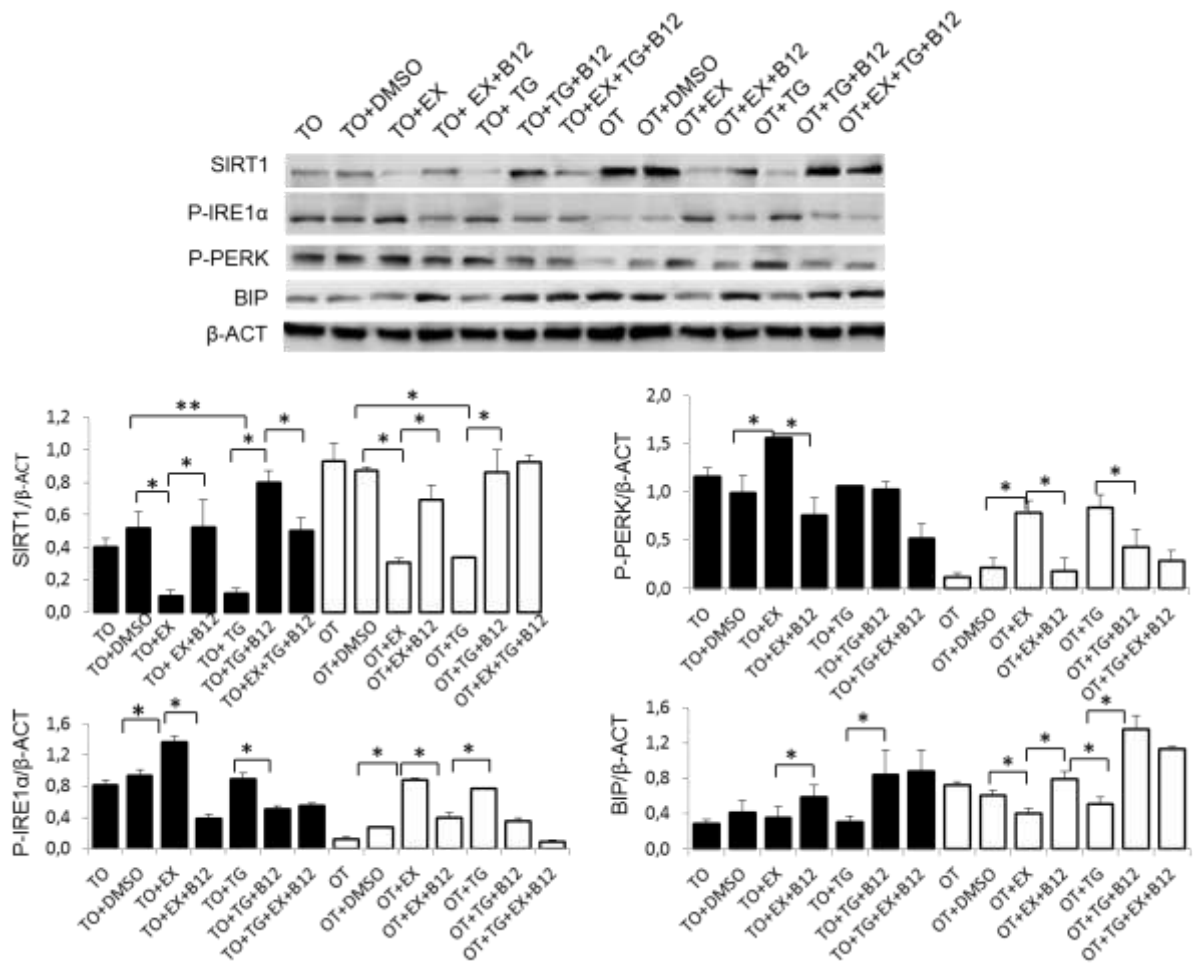 TO
TO+DMSO
TO+EX
TO+ EX+B12
TO+ TG
TO+TG+B12
TO+EX+TG+B12
OT
OT+DMSO
OT+EX
OT+EX+B12
OT+TG
OT+TG+B12
OT+EX+TG+B12
SIRT1
P-IRE1α
P-PERK
BIP
β-ACT
SIRT1/β-ACT
1,2
1,0
0,8
0,6
0,4
0,2
0,0
**
*
*
*
*
*
*
*
*
TO
TO+DMSO
TO+EX
TO+ EX+B12
TO+ TG
TO+TG+B12
TO+EX+TG+B12
OT
OT+DMSO
OT+EX
OT+EX+B12
OT+TG
OT+TG+B12
OT+EX+TG+B12
P-PERK/β-ACT
2,0
1,5
1,0
0,5
0,0
*
*
*
*
*
TO
TO+DMSO
TO+EX
TO+EX+B12
TO+TG
TO+TG+B12
TO+TG+EX+B12
OT
OT+DMSO
OT+EX
OT+EX+B12
OT+TG
OT+TG+B12
OT+TG+EX+B12
P-IRE1α/β-ACT
1,6
1,2
0,8
0,4
0,0
*
*
*
*
*
*
TO
TO+DMSO
TO+EX
TO+EX+B12
TO+TG
TO+TG+B12
TO+TG+EX+B12
OT
OT+DMSO
OT+EX
OT+EX+B12
OT+TG
OT+TG+B12
OT+TG+EX+B12
BIP/β-ACT
1,6
1,2
0,8
0,4
0,0
*
*
*
*
*
*
TO
TO+DMSO
TO+EX
TO+EX+B12
TO+TG
TO+TG+B12
TO+TG+EX+B12
OT
OT+DMSO
OT+EX
OT+EX+B12
OT+TG
OT+TG+B12
OT+TG+EX+B12